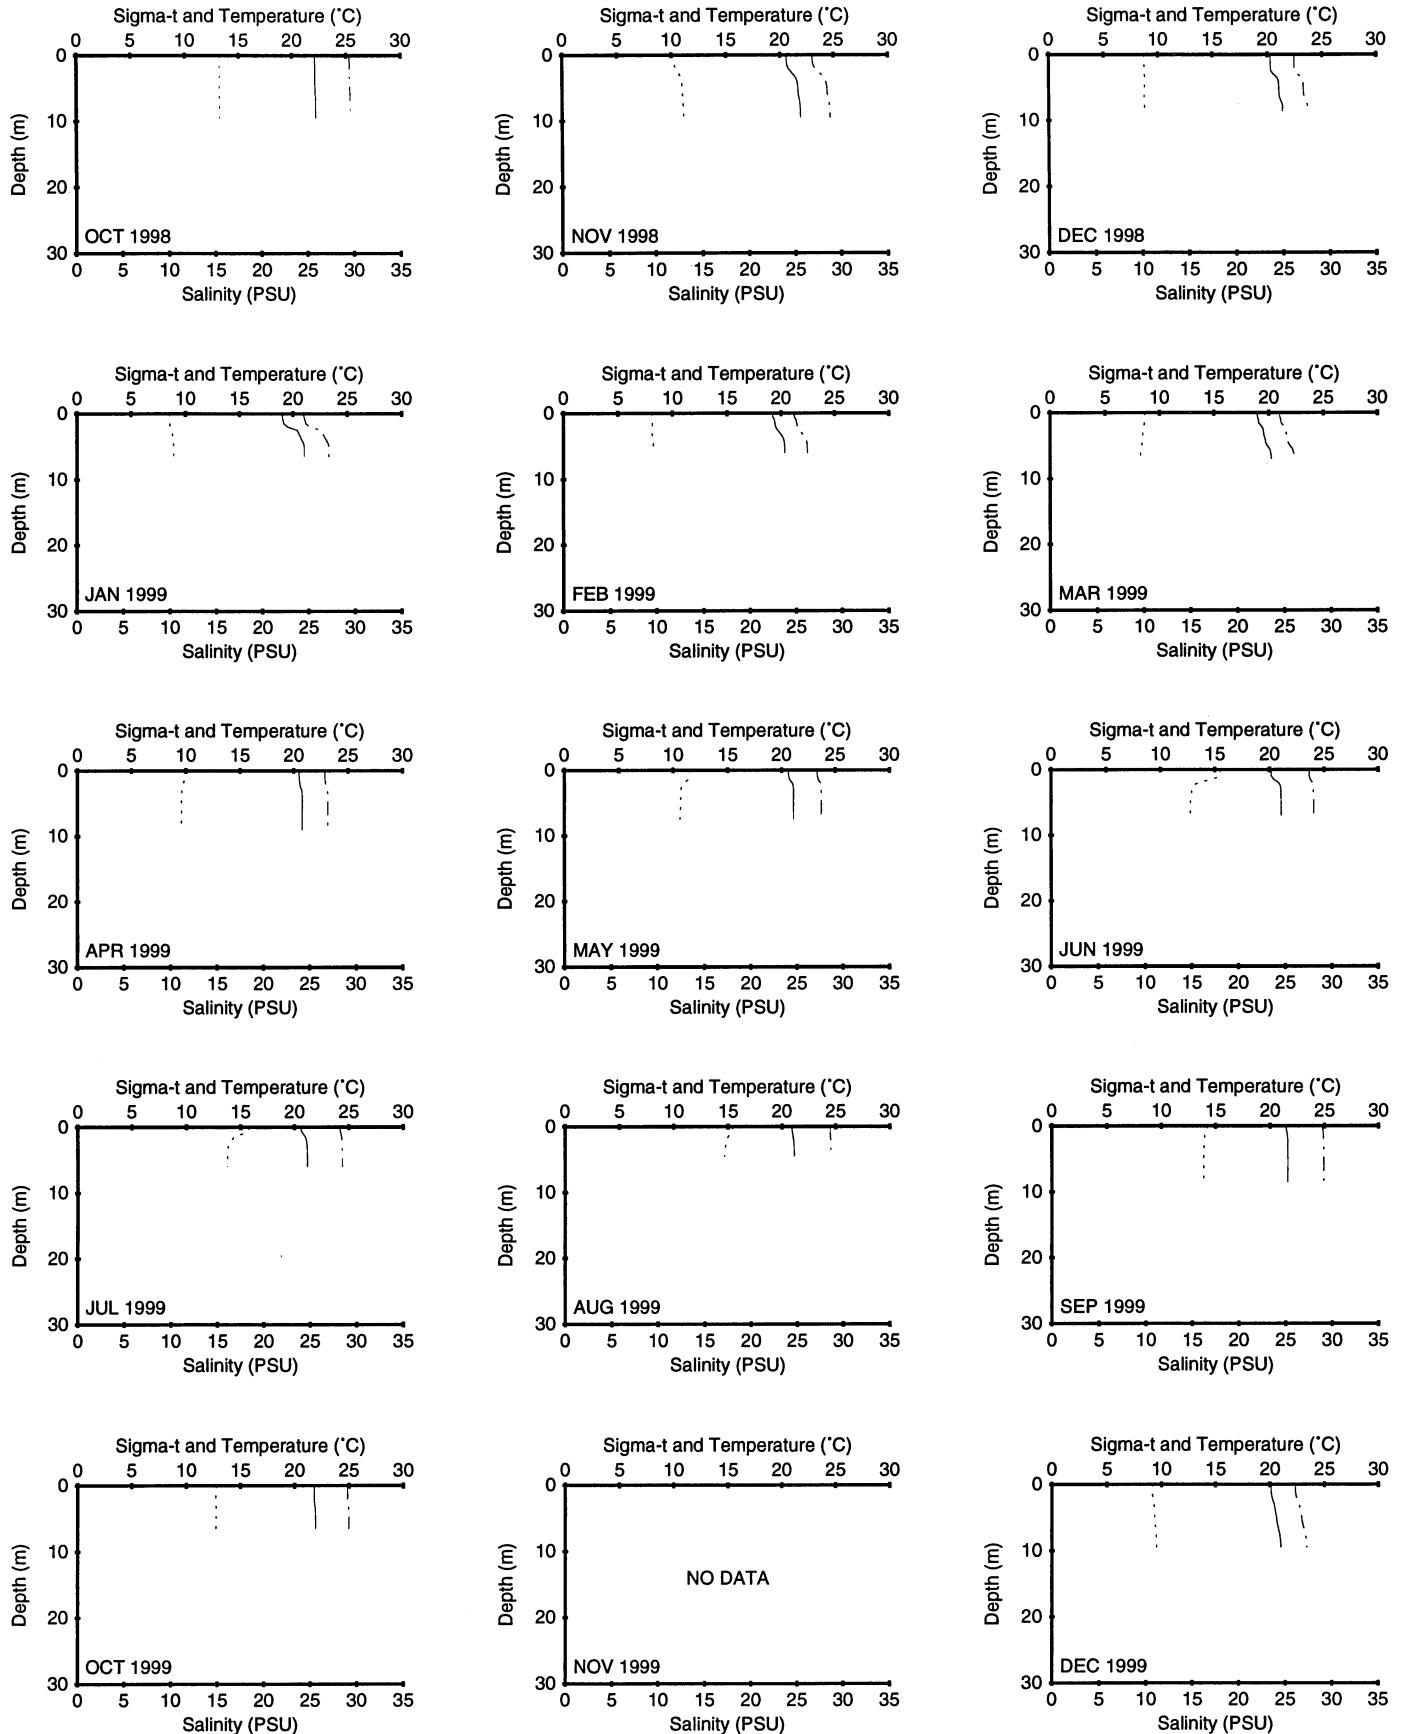 Sigma-t and Temperature (˚C)
0 5 10 15 20 25 30
0
10
20
30
Depth (m)
OCT 1998
0 5 10 15 20 25 30 35
Salinity (PSU)
Sigma-t and Temperature (˚C)
0 5 10 15 20 25 30
0
10
20
30
Depth (m)
NOV 1998
0 5 10 15 20 25 30 35
Salinity (PSU)
Sigma-t and Temperature (˚C)
0 5 10 15 20 25 30
0
10
20
30
Depth (m)
DEC 1998
0 5 10 15 20 25 30 35
Salinity (PSU)
Sigma-t and Temperature (˚C)
0 5 10 15 20 25 30
0
10
20
30
Depth (m)
JAN 1999
0 5 10 15 20 25 30 35
Salinity (PSU)
Sigma-t and Temperature (˚C)
0 5 10 15 20 25 30
0
10
20
30
Depth (m)
FEB 1999
0 5 10 15 20 25 30 35
Salinity (PSU)
Sigma-t and Temperature (˚C)
0 5 10 15 20 25 30
0
10
20
30
Depth (m)
MAR 1999
0 5 10 15 20 25 30 35
Salinity (PSU)
Sigma-t and Temperature (˚C)
0 5 10 15 20 25 30
0
10
20
30
Depth (m)
APR 1999
0 5 10 15 20 25 30 35
Salinity (PSU)
Sigma-t and Temperature (˚C)
0 5 10 15 20 25 30
0
10
20
30
Depth (m)
MAY 1999
0 5 10 15 20 25 30 35
Salinity (PSU)
Sigma-t and Temperature (˚C)
0 5 10 15 20 25 30
0
10
20
30
Depth (m)
JUN 1999
0 5 10 15 20 25 30 35
Salinity (PSU)
Sigma-t and Temperature (˚C)
0 5 10 15 20 25 30
0
10
20
30
Depth (m)
JUL 1999
0 5 10 15 20 25 30 35
Salinity (PSU)
Sigma-t and Temperature (˚C)
0 5 10 15 20 25 30
0
10
20
30
Depth (m)
AUG 1999
0 5 10 15 20 25 30 35
Salinity (PSU)
Sigma-t and Temperature (˚C)
0 5 10 15 20 25 30
0
10
20
30
Depth (m)
SEP 1999
0 5 10 15 20 25 30 35
Salinity (PSU)
Sigma-t and Temperature (˚C)
0 5 10 15 20 25 30
0
10
20
30
Depth (m)
OCT 1999
0 5 10 15 20 25 30 35
Salinity (PSU)
Sigma-t and Temperature (˚C)
0 5 10 15 20 25 30
0
10
20
30
Depth (m)
NO DATA
NOV 1999
0 5 10 15 20 25 30 35
Salinity (PSU)
Sigma-t and Temperature (˚C)
0 5 10 15 20 25 30
0
10
20
30
Depth (m)
DEC 1999
0 5 10 15 20 25 30 35
Salinity (PSU)